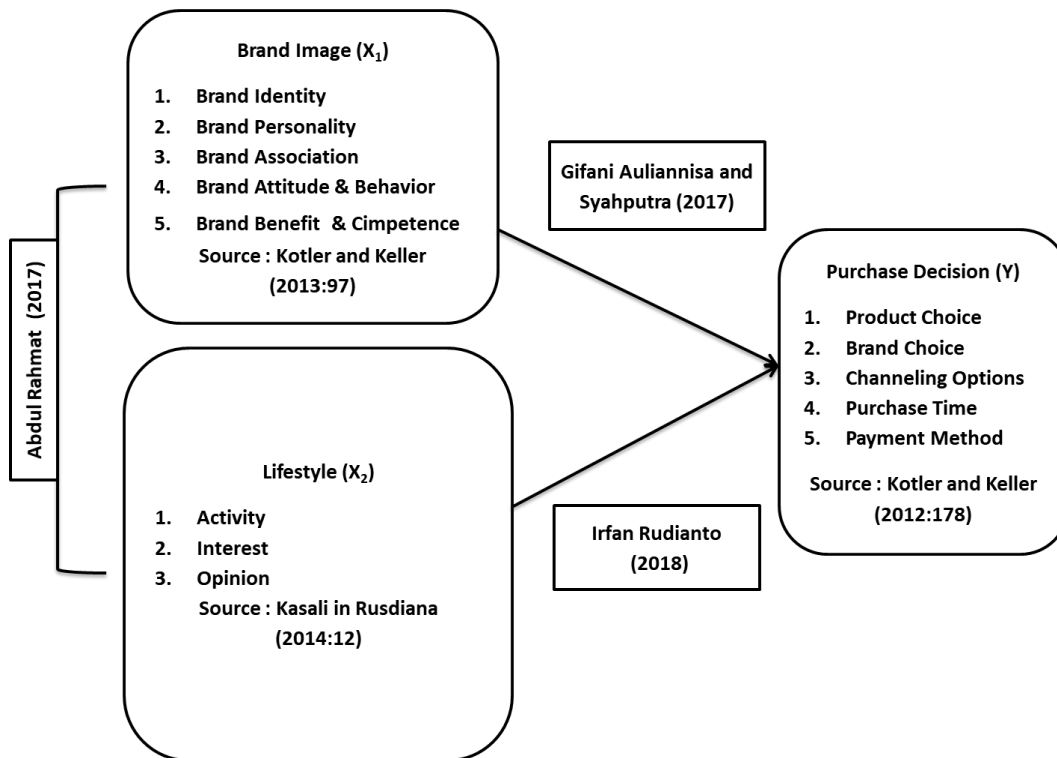 Abdul Rahmat (2017)
Brand Image (X₁)
1. Brand Identity
2. Brand Personality
3. Brand Association
4. Brand Attitude & Behavior
5. Brand Benefit & Cimpetence
Source : Kotler and Keller
(2013:97)
Lifestyle (X₂)
1. Activity
2. Interest
3. Opinion
Source : Kasali in Rusdiana
(2014:12)
Gifani Auliannisa and
Syahputra (2017)
Irfan Rudianto
(2018)
Purchase Decision (Y)
1. Product Choice
2. Brand Choice
3. Channeling Options
4. Purchase Time
5. Payment Method
Source : Kotler and Keller
(2012:178)